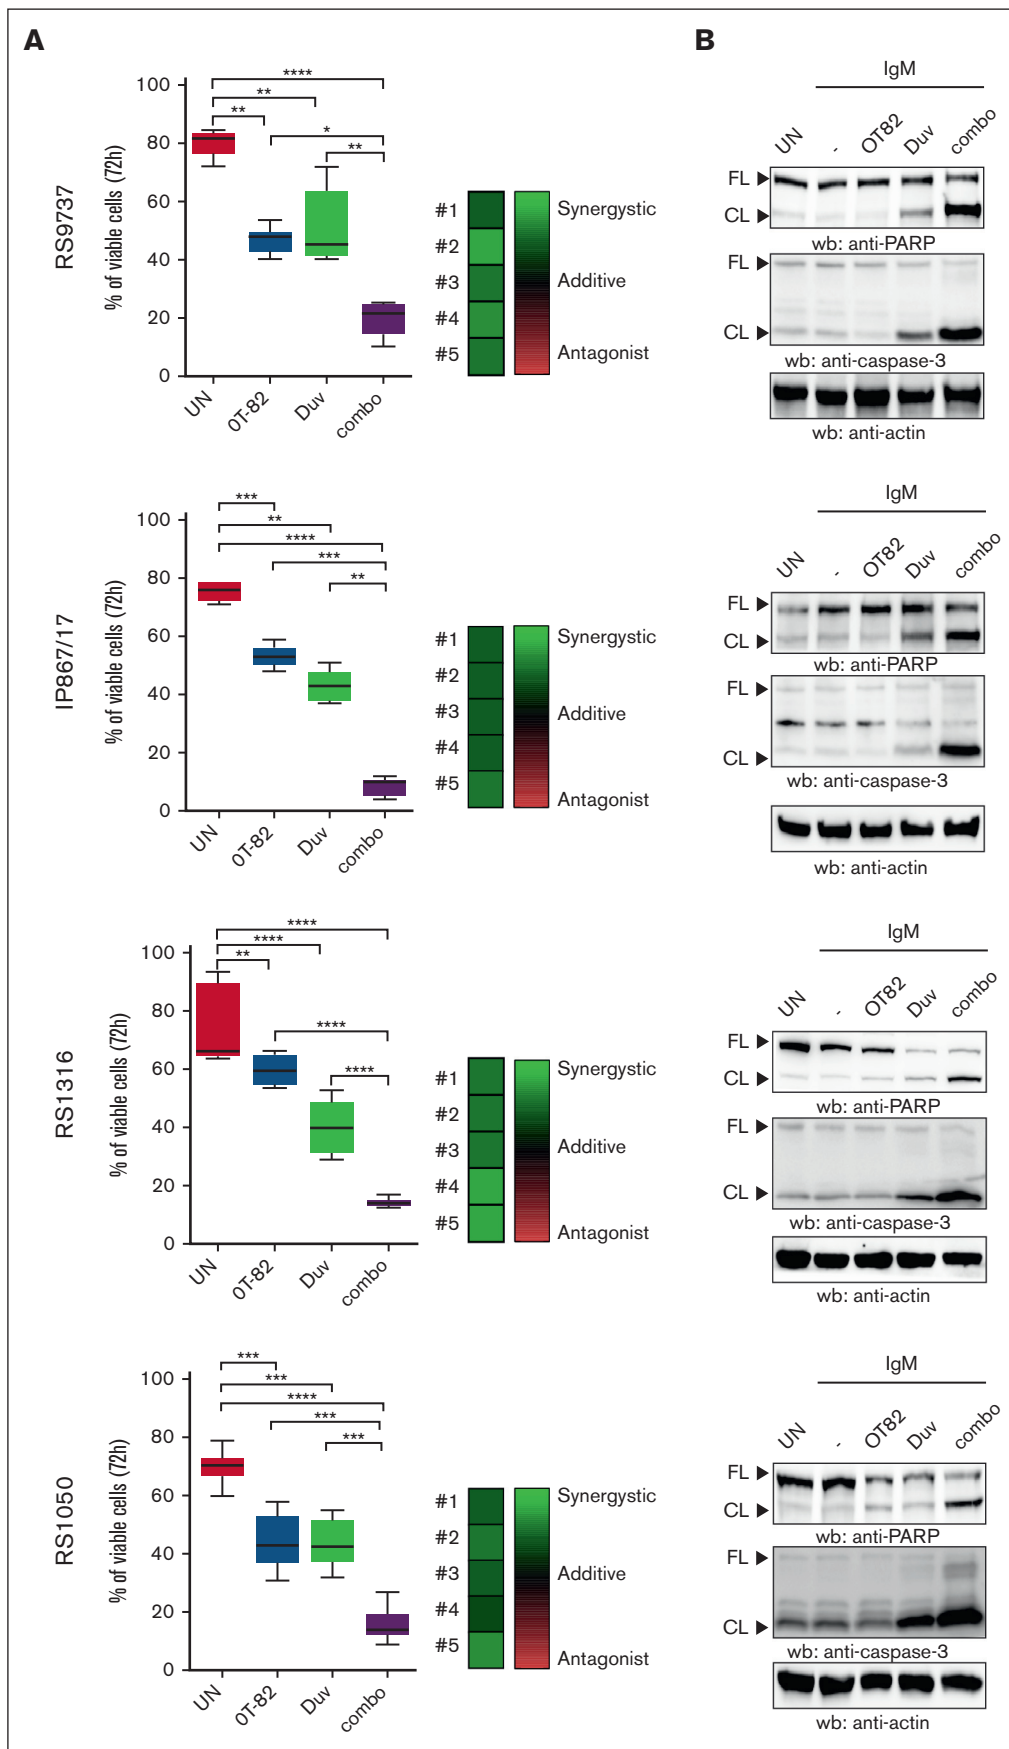 A
RS9737
% of viable cells (72h)
100
80
60
40
20
0
****
**
**
*
**
UN
0T-82
Duv
combo
#1
#2
#3
#4
#5
Synergystic
Additive
Antagonist
IP867/17
% of viable cells (72h)
100
80
60
40
20
0
***
**
****
***
**
UN
0T-82
Duv
combo
#1
#2
#3
#4
#5
Synergystic
Additive
Antagonist
RS1316
% of viable cells (72h)
100
80
60
40
20
0
****
****
**
****
****
UN
0T-82
Duv
combo
#1
#2
#3
#4
#5
Synergystic
Additive
Antagonist
RS1050
% of viable cells (72h)
100
80
60
40
20
0
***
***
****
***
***
UN
0T-82
Duv
combo
#1
#2
#3
#4
#5
Synergystic
Additive
Antagonist
B
IgM
UN - OT82 Duv combo
FL
CL
wb: anti-PARP
FL
CL
wb: anti-caspase-3
wb: anti-actin
IgM
UN - OT82 Duv combo
FL
CL
wb: anti-PARP
FL
CL
wb: anti-caspase-3
wb: anti-actin
IgM
UN - OT82 Duv combo
FL
CL
wb: anti-PARP
FL
CL
wb: anti-caspase-3
wb: anti-actin
IgM
UN - OT82 Duv combo
FL
CL
wb: anti-PARP
FL
CL
wb: anti-caspase-3
wb: anti-actin